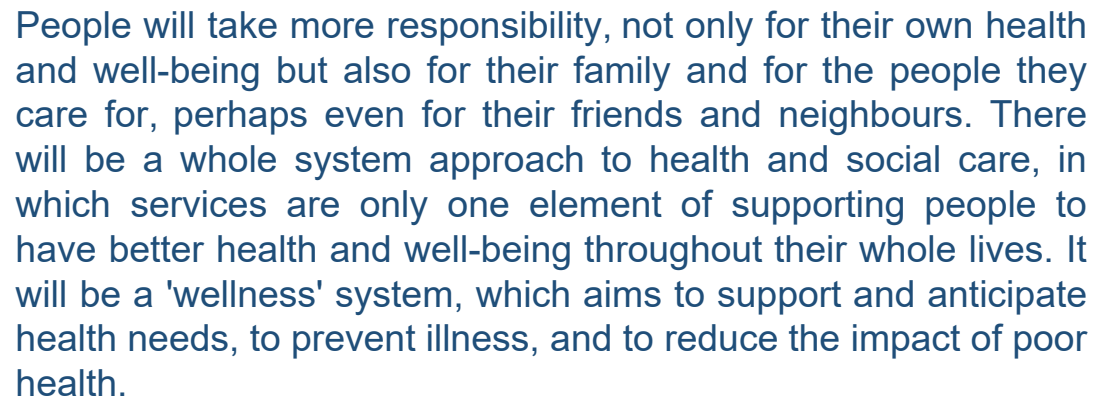 People will take more responsibility, not only for their own health
and well-being but also for their family and for the people they
care for, perhaps even for their friends and neighbours. There
will be a whole system approach to health and social care, in
which services are only one element of supporting people to
have better health and well-being throughout their whole lives. It
will be a 'wellness' system, which aims to support and anticipate
health needs, to prevent illness, and to reduce the impact of poor
health.